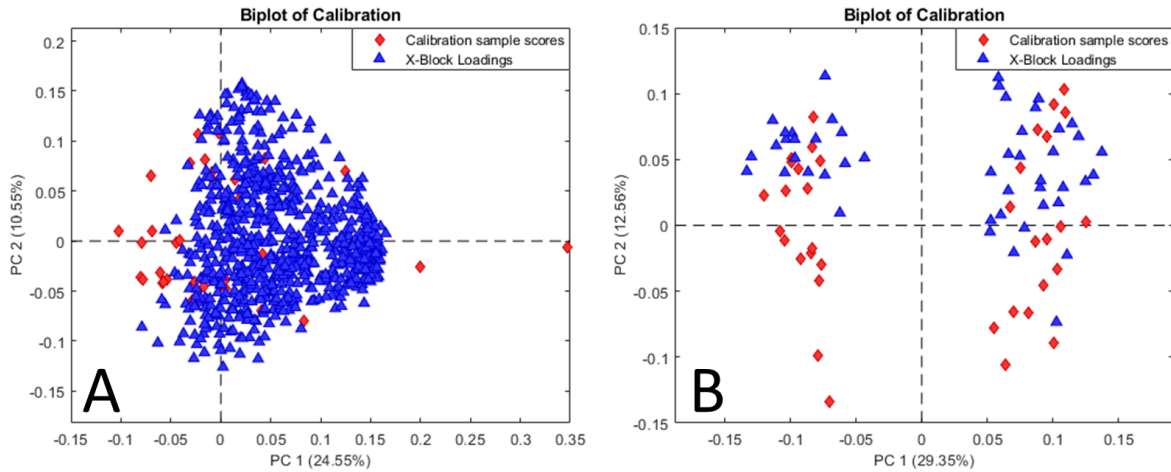 Biplot of Calibration
Calibration sample scores
X-Block Loadings
0.2
0.15
0.1
0.05
0
-0.05
-0.1
-0.15
PC 2 (10.55%)
A
-0.15 -0.1 -0.05 0 0.05 0.1 0.15 0.2 0.25 0.3 0.35
PC 1 (24.55%)
Biplot of Calibration
Calibration sample scores
X-Block Loadings
0.15
0.1
0.05
0
-0.05
-0.1
-0.15
PC 2 (12.56%)
B
-0.15 -0.1 -0.05 0 0.05 0.1 0.15
PC 1 (29.35%)